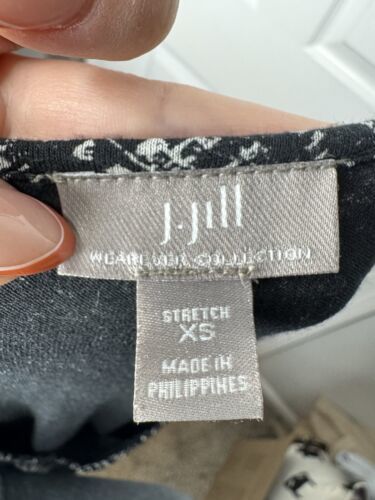 J.Jill
WEAREVER COLLECTION
STRETCH
XS
MADE IN
PHILIPPINES